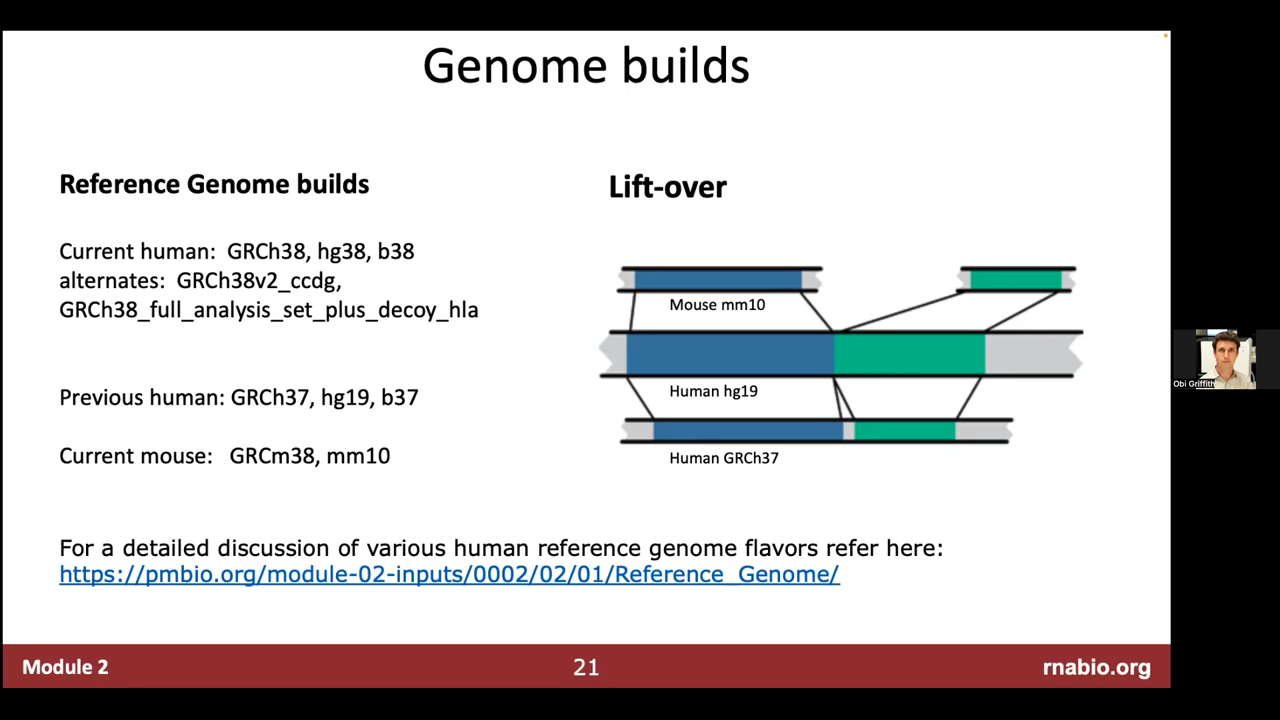 Genome builds
Reference Genome builds
Current human: GRCh38, hg38, b38
alternates: GRCh38v2_ccdg,
GRCh38_full_analysis_set_plus_decoy_hla
Previous human: GRCh37, hg19, b37
Current mouse: GRCm38, mm10
Lift-over
Mouse mm10
Human hg19
Human GRCh37
For a detailed discussion of various human reference genome flavors refer here:
https://pmbio.org/module-02-inputs/0002/02/01/Reference_Genome/
Module 2
21
rnabio.org
Obi Griffith